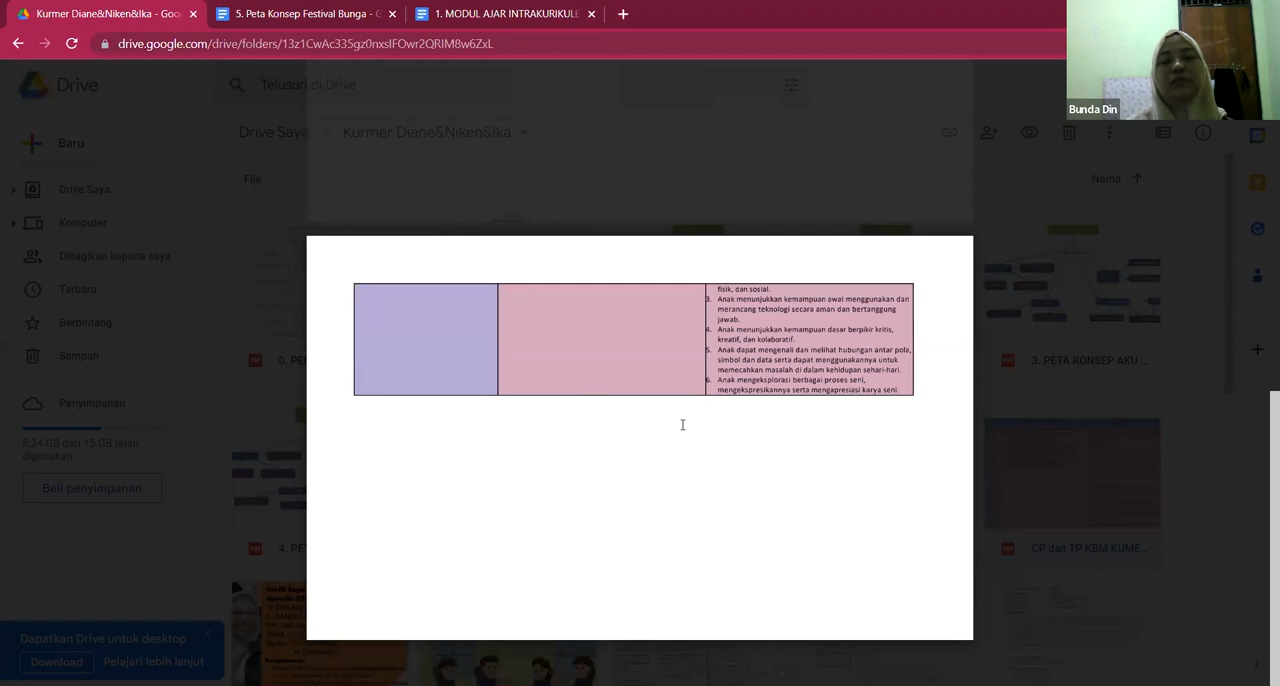 Kurmer Diane&Niken&Ika - Goo
5. Peta Konsep Festival Bunga - G
1. MODUL AJAR INTRAKURIKULE
drive.google.com/drive/folders/13z1CwAc335gz0nxsIFOwr2QRIM8w6ZxL
Bunda Din
Drive
Telusuri di Drive
Baru
Drive Saya
Komputer
Dibagikan kepada saya
Terbaru
Berbintang
Sampah
Penyimpanan
8,24 GB dari 15 GB telah
digunakan
Beli penyimpanan
Dapatkan Drive untuk desktop
Download
Pelajari lebih lanjut
Drive Saya
Kurmer Diane&Niken&Ika
File
Nama
fisik, dan sosial.
3. Anak menunjukkan kemampuan awal menggunakan dan
merancang teknologi secara aman dan bertanggung
jawab.
4. Anak menunjukkan kemampuan dasar berpikir kritis,
kreatif, dan kolaboratif.
5. Anak dapat mengenali dan melihat hubungan antar pola,
simbol dan data serta dapat menggunakannya untuk
memecahkan masalah di dalam kehidupan sehari-hari.
6. Anak mengeksplorasi berbagai proses seni,
mengekspresikannya serta mengapresiasi karya seni.
3. PETA KONSEP AKU
4. PET
CP dan TP KBM KUME...